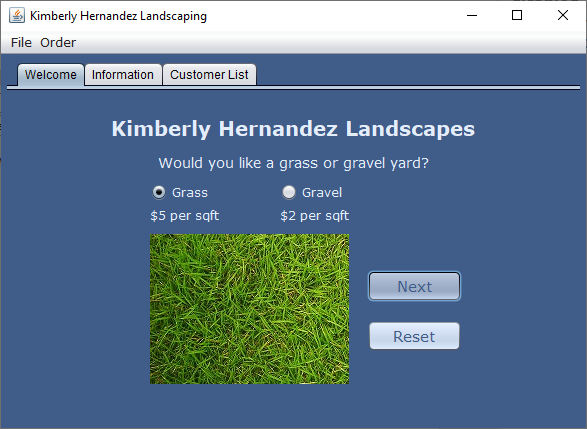 Kimberly Hernandez Landscaping
File Order
Welcome Information Customer List
Kimberly Hernandez Landscapes
Would you like a grass or gravel yard?
Grass Gravel
$5 per sqft $2 per sqft
Next
Reset